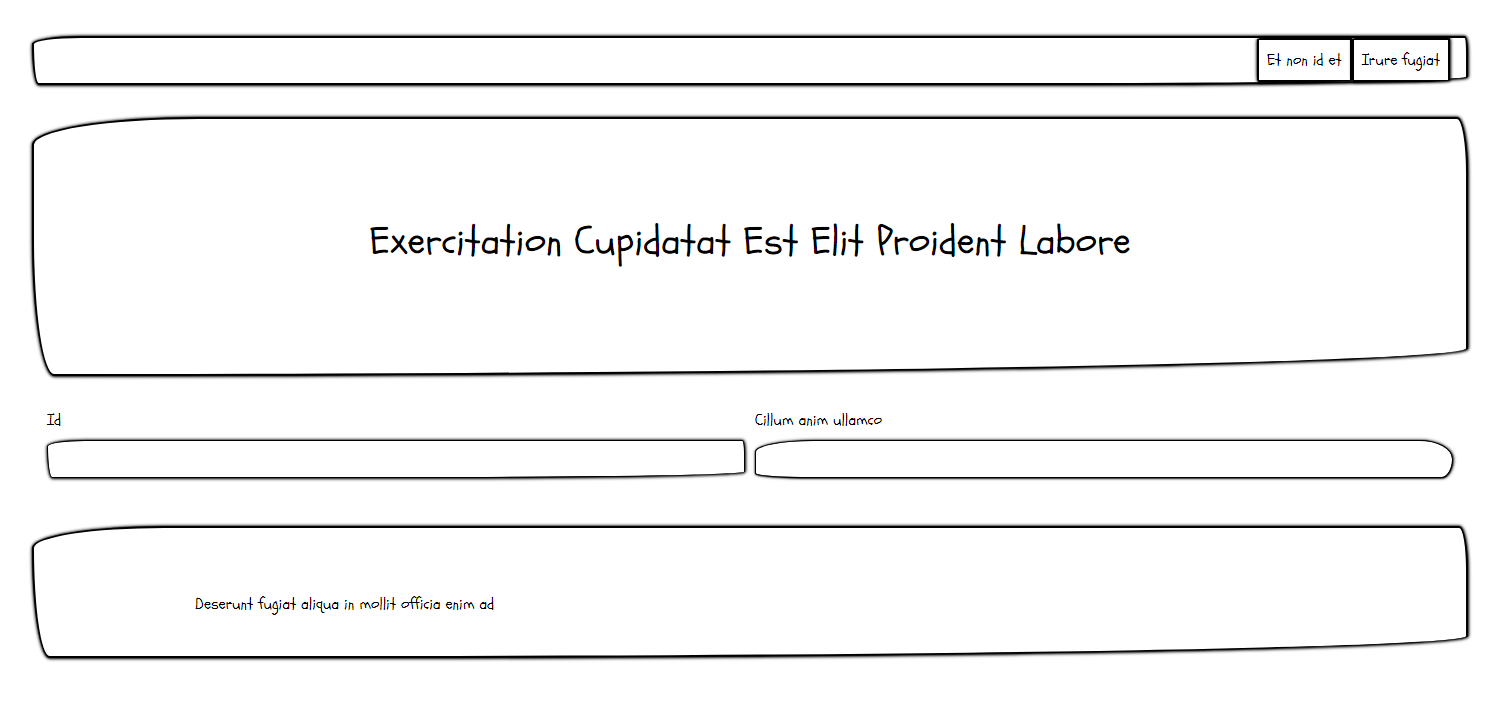 Et non id et
Irure fugiat
Exercitation Cupidatat Est Elit Proident Labore
Id
Cillum anim ullamco
Deserunt fugiat aliqua in mollit officia enim ad